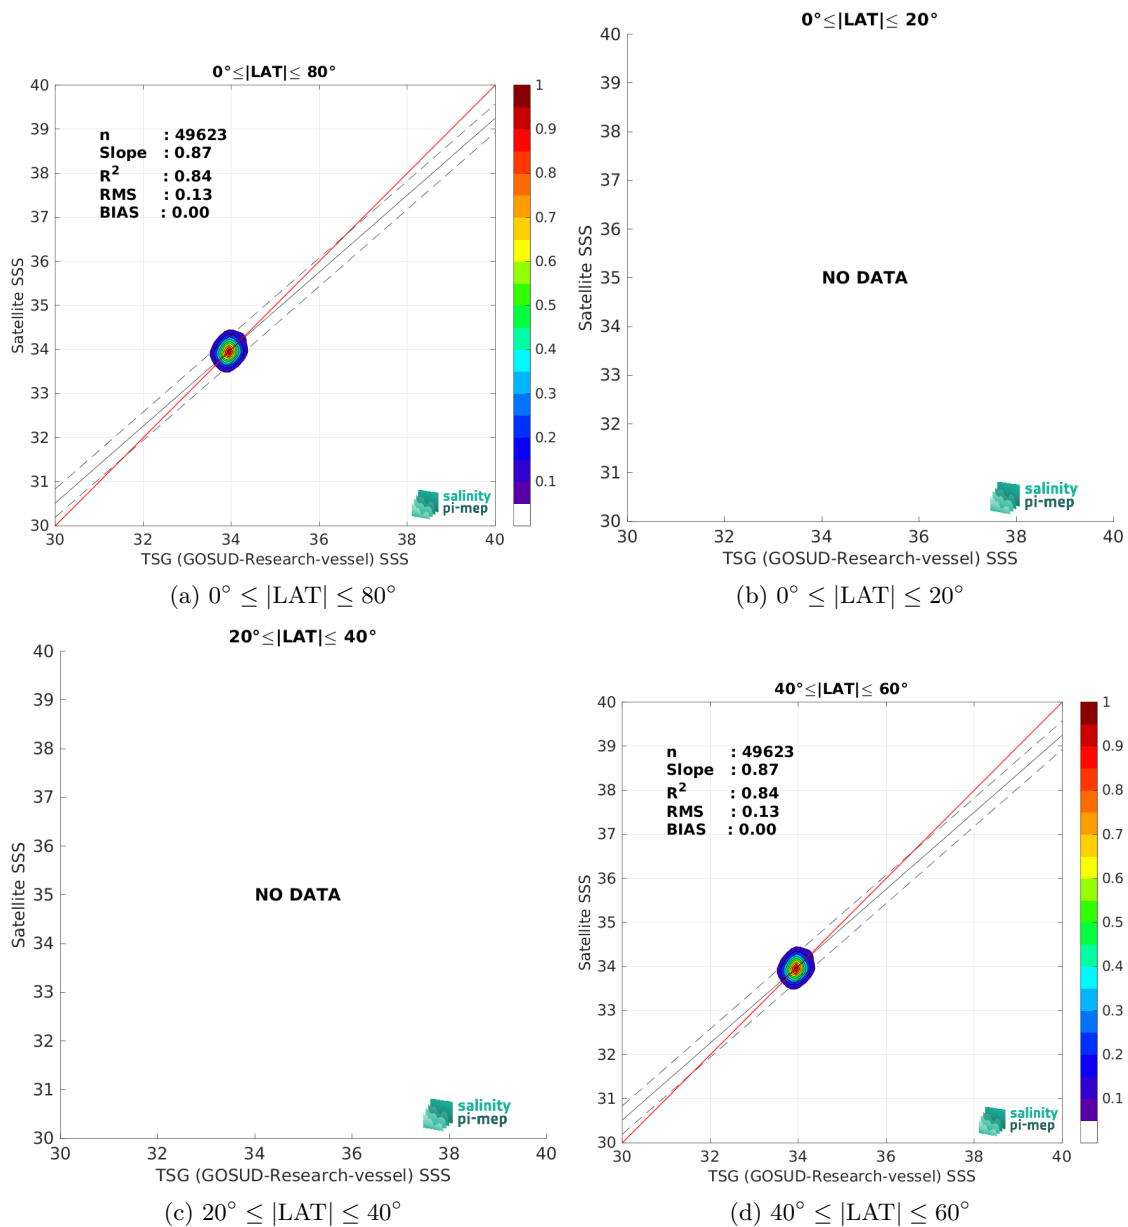 0°≤|LAT|≤ 80°
40
39
38
37
36
35
34
33
32
31
30
Satellite SSS
n : 49623
Slope : 0.87
R² : 0.84
RMS : 0.13
BIAS : 0.00
salinity
pi-mep
30 32 34 36 38 40
TSG (GOSUD-Research-vessel) SSS
1
0.9
0.8
0.7
0.6
0.5
0.4
0.3
0.2
0.1
(a) 0° ≤ |LAT| ≤ 80°
0°≤|LAT|≤ 20°
40
39
38
37
36
35
34
33
32
31
30
Satellite SSS
NO DATA
salinity
pi-mep
30 32 34 36 38 40
TSG (GOSUD-Research-vessel) SSS
(b) 0° ≤ |LAT| ≤ 20°
20°≤|LAT|≤ 40°
40
39
38
37
36
35
34
33
32
31
30
Satellite SSS
NO DATA
salinity
pi-mep
30 32 34 36 38 40
TSG (GOSUD-Research-vessel) SSS
(c) 20° ≤ |LAT| ≤ 40°
40°≤|LAT|≤ 60°
40
39
38
37
36
35
34
33
32
31
30
Satellite SSS
n : 49623
Slope : 0.87
R² : 0.84
RMS : 0.13
BIAS : 0.00
salinity
pi-mep
30 32 34 36 38 40
TSG (GOSUD-Research-vessel) SSS
1
0.9
0.8
0.7
0.6
0.5
0.4
0.3
0.2
0.1
(d) 40° ≤ |LAT| ≤ 60°